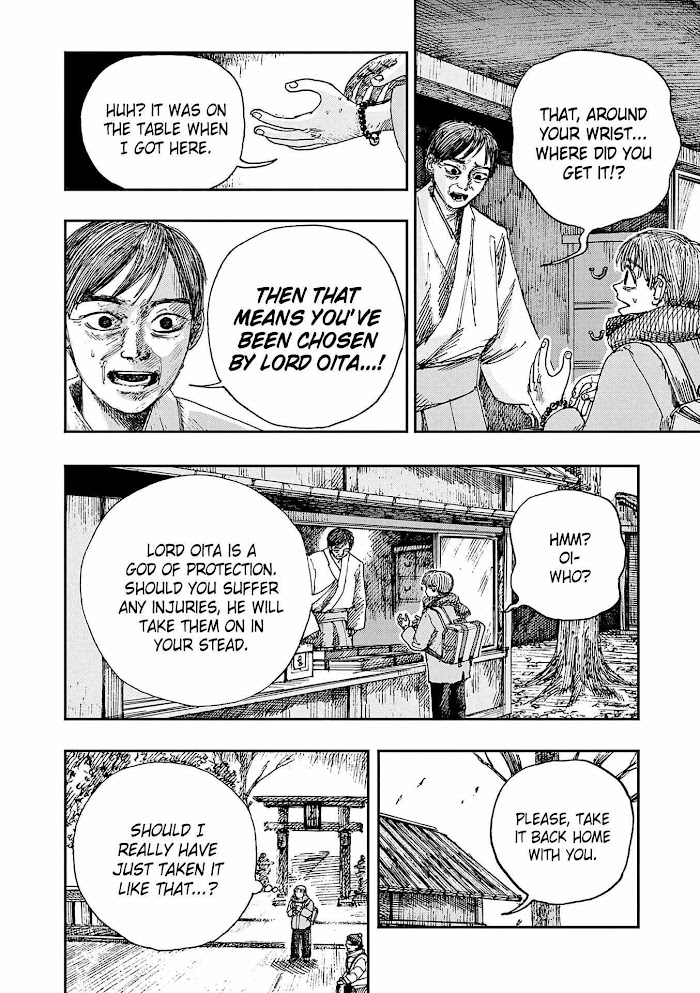 THAT, AROUND
YOUR WRIST...
WHERE DID YOU
GET IT!?
HUH? IT WAS ON
THE TABLE WHEN
I GOT HERE.
THEN THAT
MEANS YOU'VE
BEEN CHOSEN
BY LORD OITA...!
HMM?
OI-
WHO?
LORD OITA IS A
GOD OF PROTECTION.
SHOULD YOU SUFFER
ANY INJURIES, HE WILL
TAKE THEM ON IN
YOUR STEAD.
PLEASE, TAKE
IT BACK HOME
WITH YOU.
SHOULD I
REALLY HAVE
JUST TAKEN IT
LIKE THAT...?